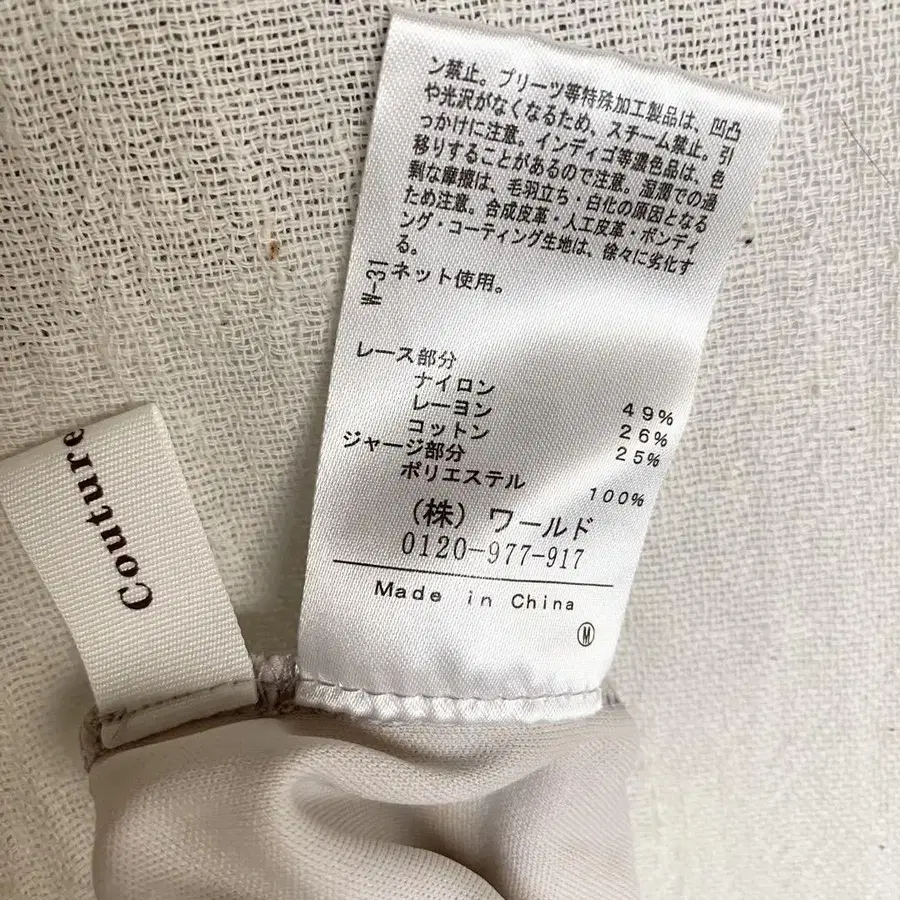 ン禁止。プリーツ等特殊加工製品は、凹凸
や光沢がなくなるため、スチーム禁止。引
っかけに注意。インディゴ等濃色品は、色
移りすることがあるので注意。湿潤での過
剰な摩擦は、毛羽立ち・白化の原因となる
ため注意。合成皮革・人工皮革・ボンディ
ング・コーティング生地は、徐々に劣化す
る。
W-31 ネット使用。
レース部分
ナイロン 49%
レーヨン 26%
コットン 25%
ジャージ部分
ポリエステル 100%
(株) ワールド
0120-977-917
Made in China
M
Couture